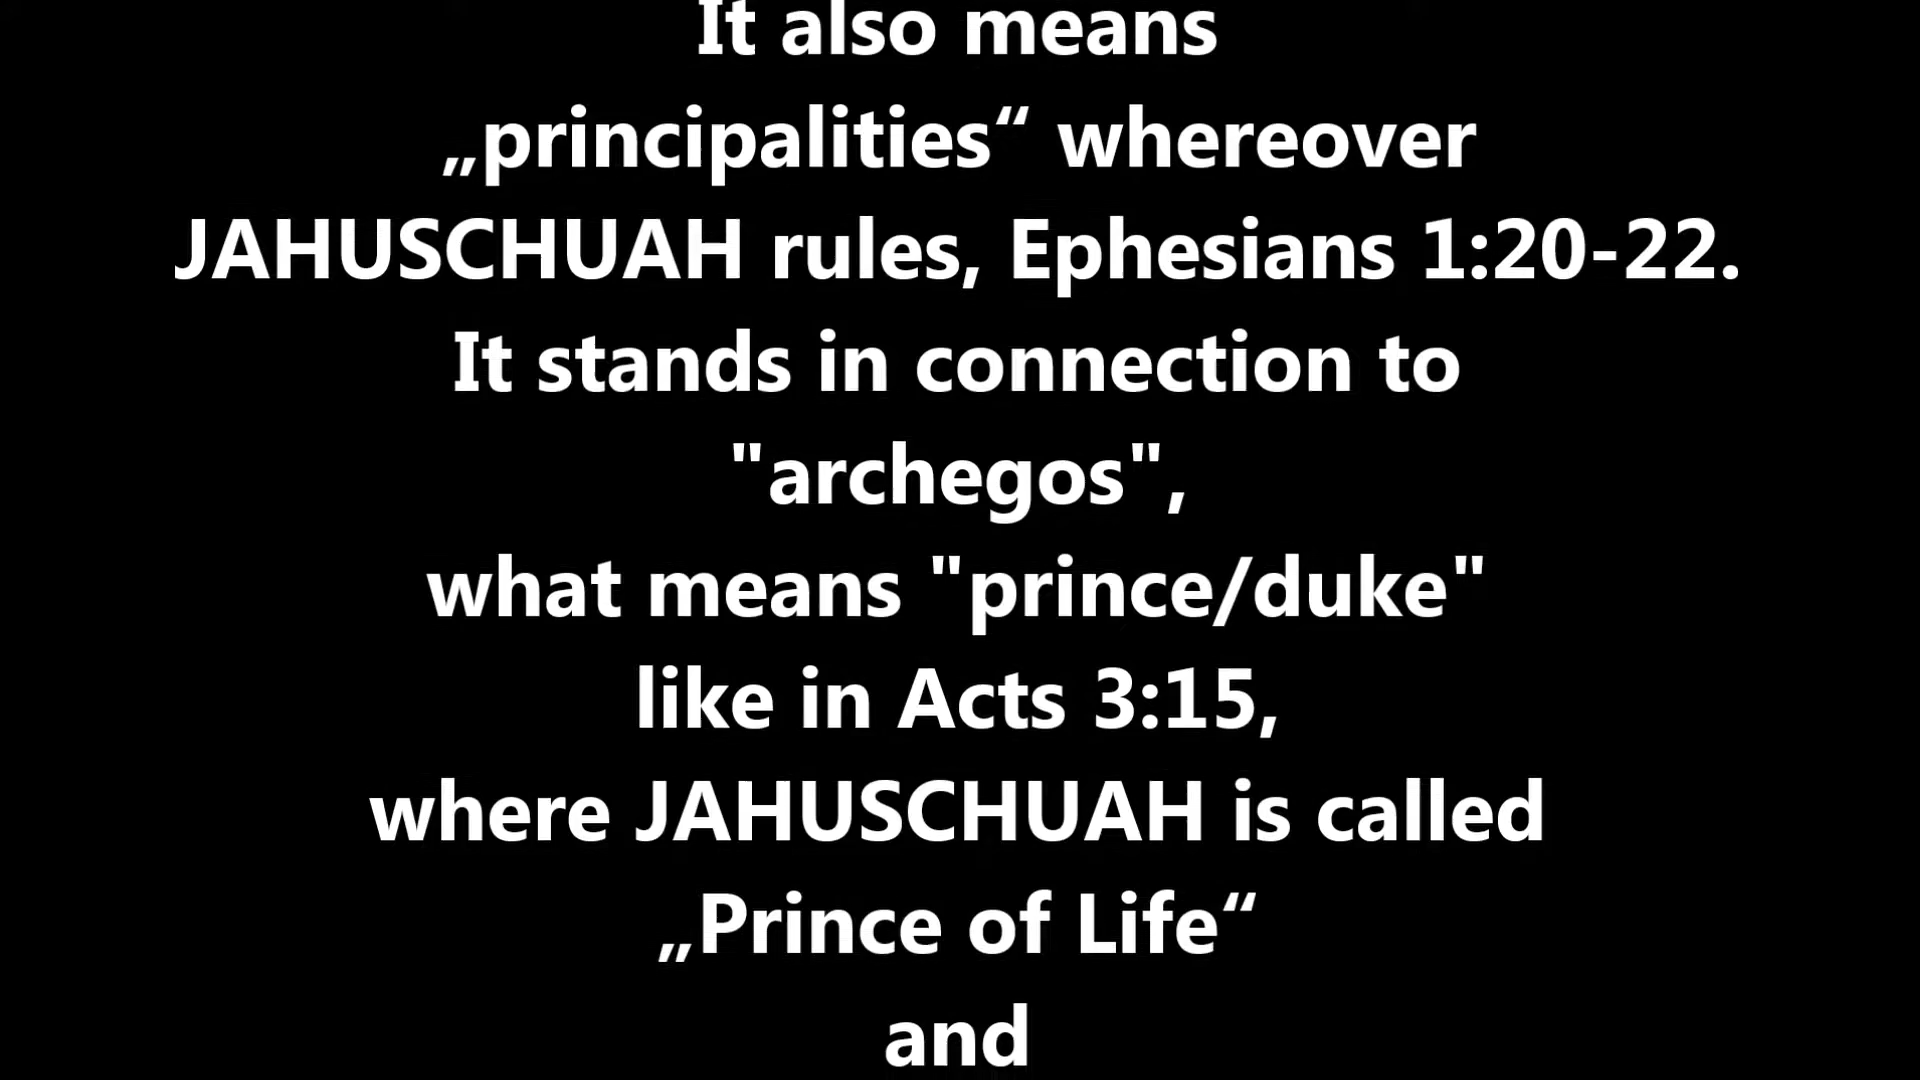 It also means
„principalities“ whereover
JAHUSCHUAH rules, Ephesians 1:20-22.
It stands in connection to
"archegos",
what means "prince/duke"
like in Acts 3:15,
where JAHUSCHUAH is called
„Prince of Life“
and